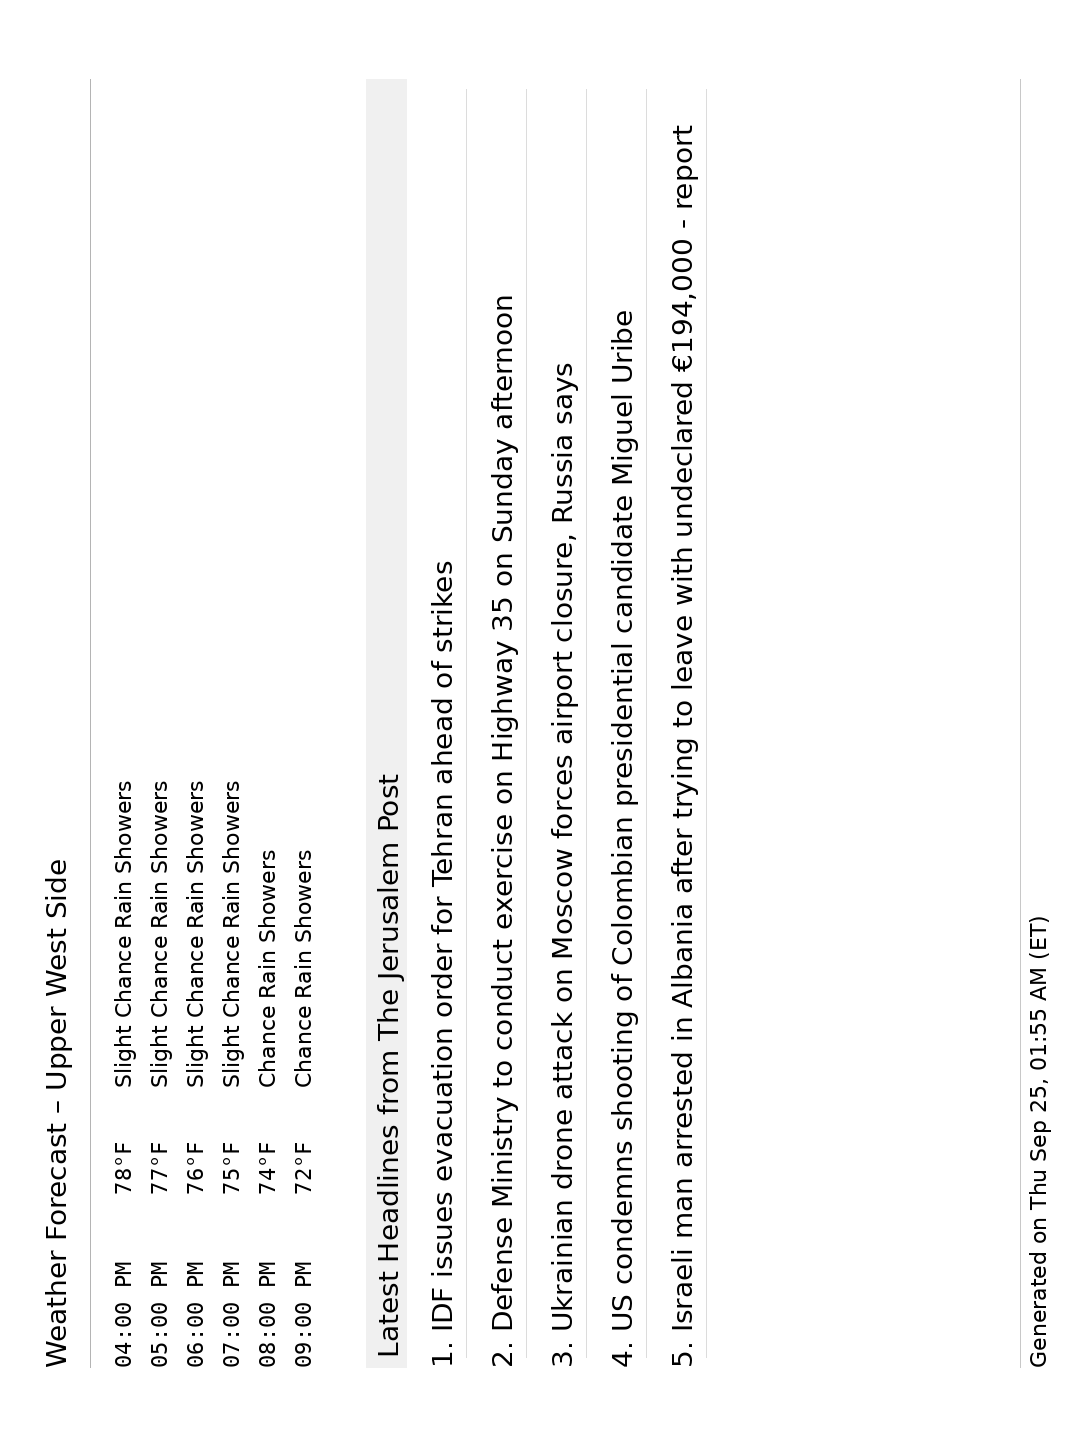 Weather Forecast – Upper West Side
04:00 PM 78°F Slight Chance Rain Showers
05:00 PM 77°F Slight Chance Rain Showers
06:00 PM 76°F Slight Chance Rain Showers
07:00 PM 75°F Slight Chance Rain Showers
08:00 PM 74°F Chance Rain Showers
09:00 PM 72°F Chance Rain Showers
Latest Headlines from The Jerusalem Post
1. IDF issues evacuation order for Tehran ahead of strikes
2. Defense Ministry to conduct exercise on Highway 35 on Sunday afternoon
3. Ukrainian drone attack on Moscow forces airport closure, Russia says
4. US condemns shooting of Colombian presidential candidate Miguel Uribe
5. Israeli man arrested in Albania after trying to leave with undeclared €194,000 - report
Generated on Thu Sep 25, 01:55 AM (ET)